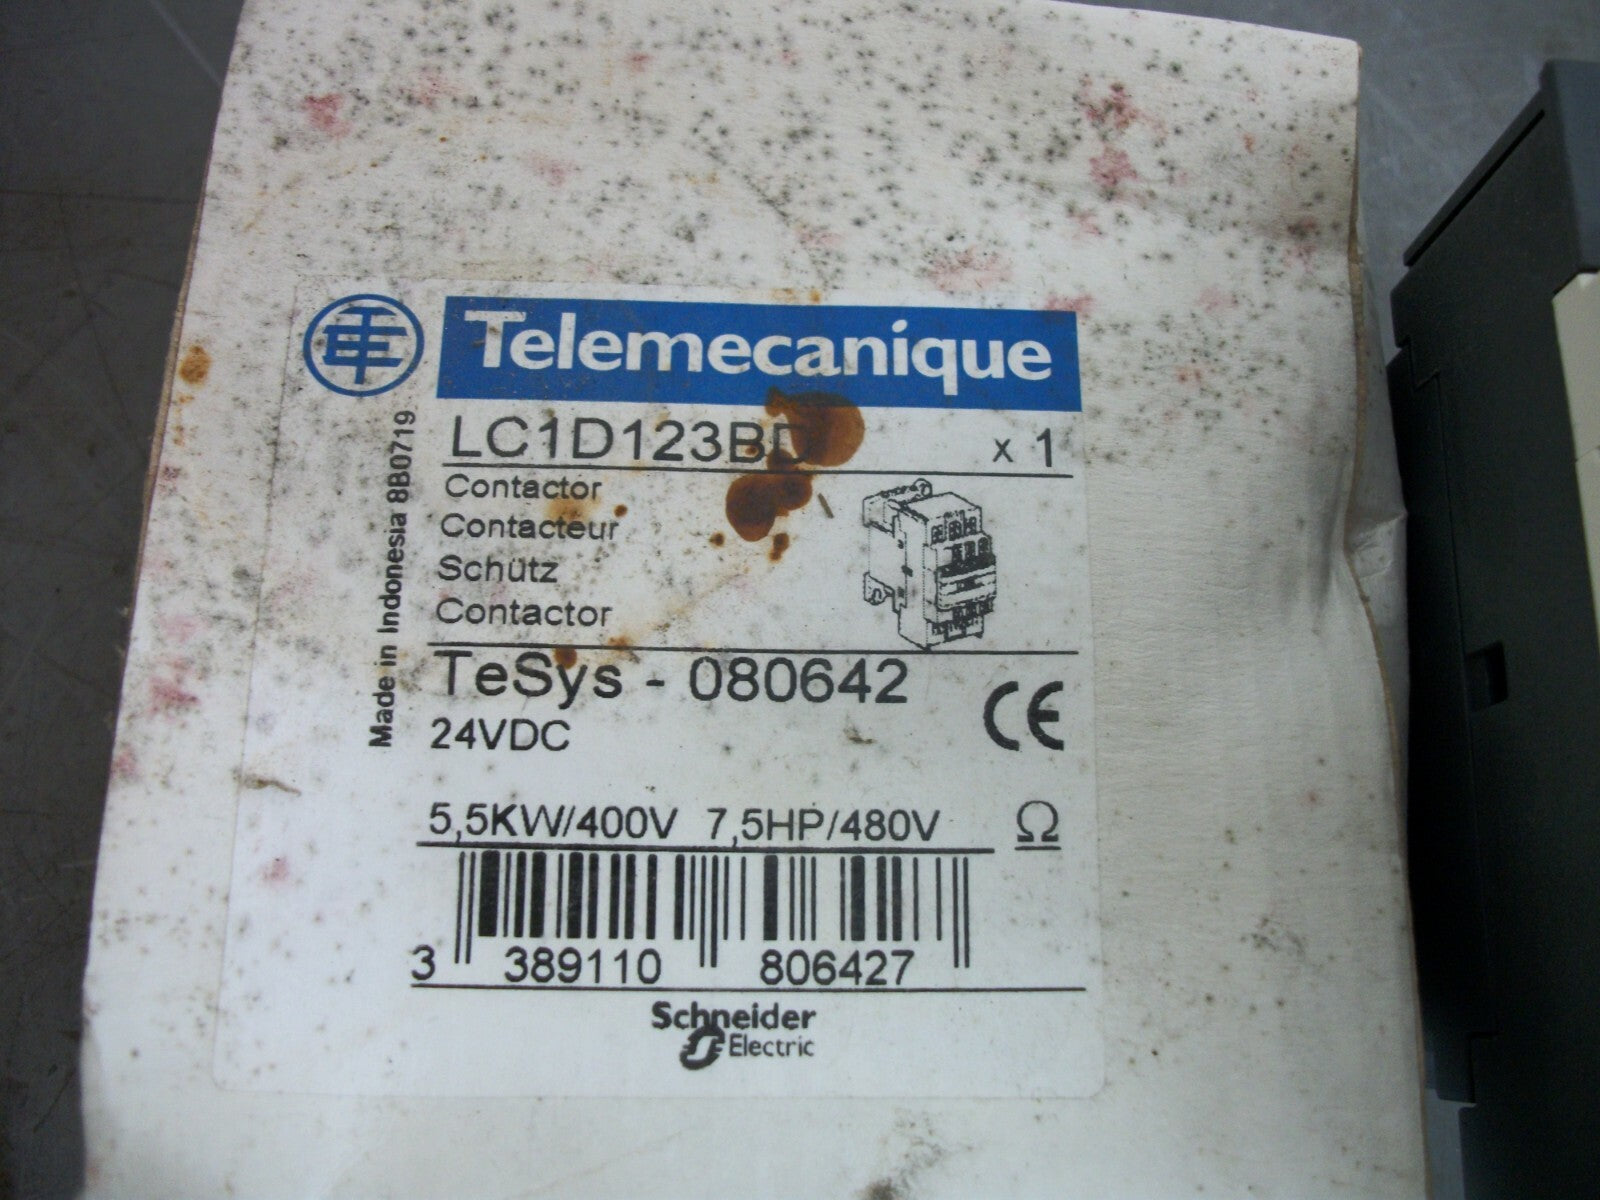 Telemecanique
LC1D123BD x 1
Contactor
Contacteur
Schütz
Contactor
Made in Indonesia 8B0719
TeSys - 080642
24VDC
CE
5,5KW/400V 7,5HP/480V Ω
3 389110 806427
Schneider
Electric